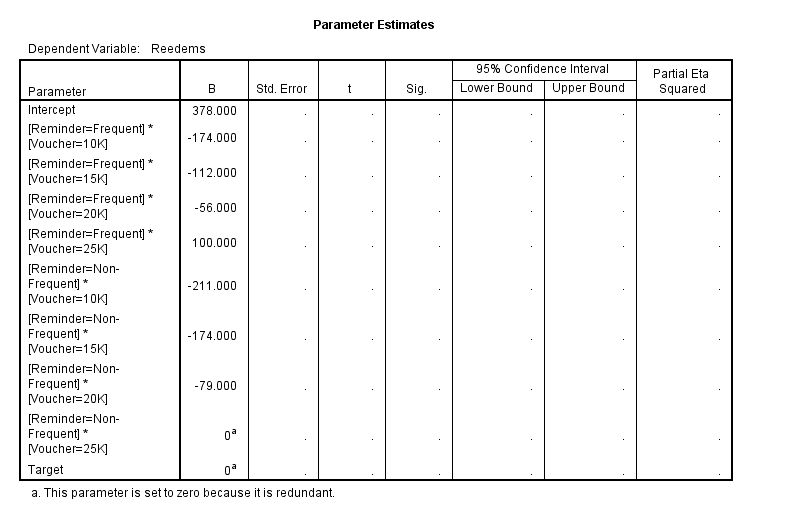 Parameter Estimates
Dependent Variable: Reedems
95% Confidence Interval
Parameter B Std. Error t Sig. Lower Bound Upper Bound Partial Eta Squared
Intercept 378.000 . . . . . .
[Reminder=Frequent] *
[Voucher=10K] -174.000 . . . . . .
[Reminder=Frequent] *
[Voucher=15K] -112.000 . . . . . .
[Reminder=Frequent] *
[Voucher=20K] -56.000 . . . . . .
[Reminder=Frequent] *
[Voucher=25K] 100.000 . . . . . .
[Reminder=Non-
Frequent] *
[Voucher=10K] -211.000 . . . . . .
[Reminder=Non-
Frequent] *
[Voucher=15K] -174.000 . . . . . .
[Reminder=Non-
Frequent] *
[Voucher=20K] -79.000 . . . . . .
[Reminder=Non-
Frequent] *
[Voucher=25K] 0a . . . . . .
Target 0a . . . . . .
a. This parameter is set to zero because it is redundant.